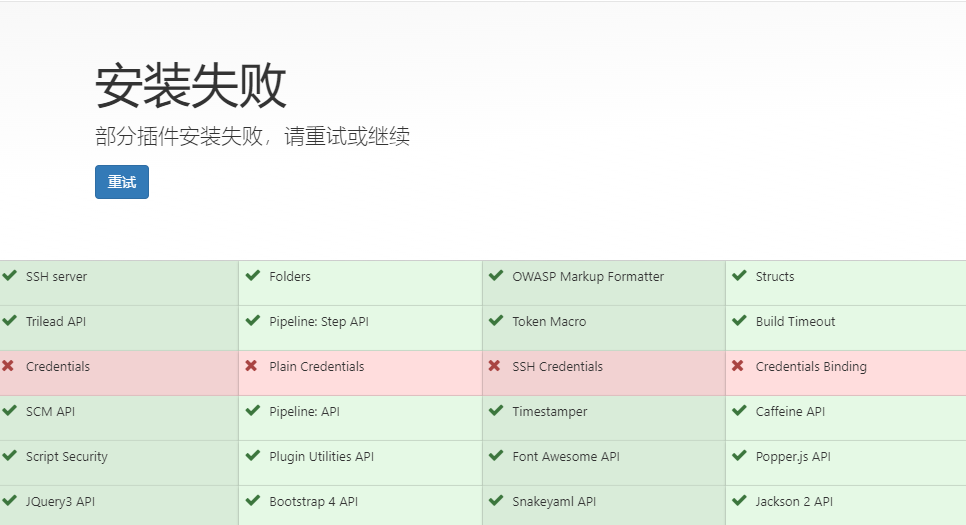 安装失败
部分插件安装失败，请重试或继续
重试
SSH server Folders OWASP Markup Formatter Structs
Trilead API Pipeline: Step API Token Macro Build Timeout
Credentials Plain Credentials SSH Credentials Credentials Binding
SCM API Pipeline: API Timestamper Caffeine API
Script Security Plugin Utilities API Font Awesome API Popper.js API
JQuery3 API Bootstrap 4 API Snakeyaml API Jackson 2 API